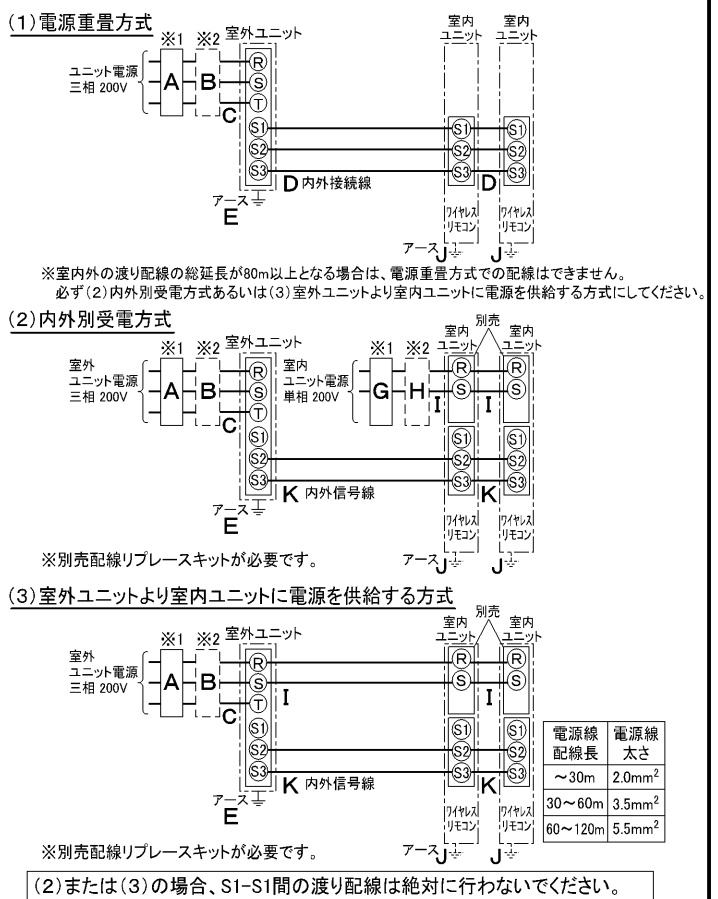 (1)電源重畳方式
※1 ※2 室外ユニット
室内
ユニット
室内
ユニット
ユニット電源
三相 200V
A B C
R
S
T
S1
S2
S3
S1
S2
S3
S1
S2
S3
D 内外接続線
D
アース
E
ワイヤレス
リモコン
ワイヤレス
リモコン
アース J J
※室内外の渡り配線の総延長が80m以上となる場合は、電源重畳方式での配線はできません。
必ず(2)内外別受電方式あるいは(3)室外ユニットより室内ユニットに電源を供給する方式にしてください。
(2)内外別受電方式
※1 ※2 室外ユニット
室外
ユニット電源
三相 200V
A B C
R
S
T
S1
S2
S3
室内
ユニット電源
単相 200V
※1 ※2
G H I I
別売
室内
ユニット
室内
ユニット
R
S
S1
S2
S3
R
S
S1
S2
S3
K 内外信号線
K
アース
E
ワイヤレス
リモコン
ワイヤレス
リモコン
アース J J
※別売配線リプレースキットが必要です。
(3)室外ユニットより室内ユニットに電源を供給する方式
※1 ※2 室外ユニット
室外
ユニット電源
三相 200V
A B C
R
S
T
S1
S2
S3
I I
別売
室内
ユニット
室内
ユニット
R
S
S1
S2
S3
R
S
S1
S2
S3
K 内外信号線
K
アース
E
ワイヤレス
リモコン
ワイヤレス
リモコン
アース J J
電源線
配線長
電源線
太さ
～30m 2.0mm²
30～60m 3.5mm²
60～120m 5.5mm²
※別売配線リプレースキットが必要です。
(2)または(3)の場合、S1-S1間の渡り配線は絶対に行わないでください。